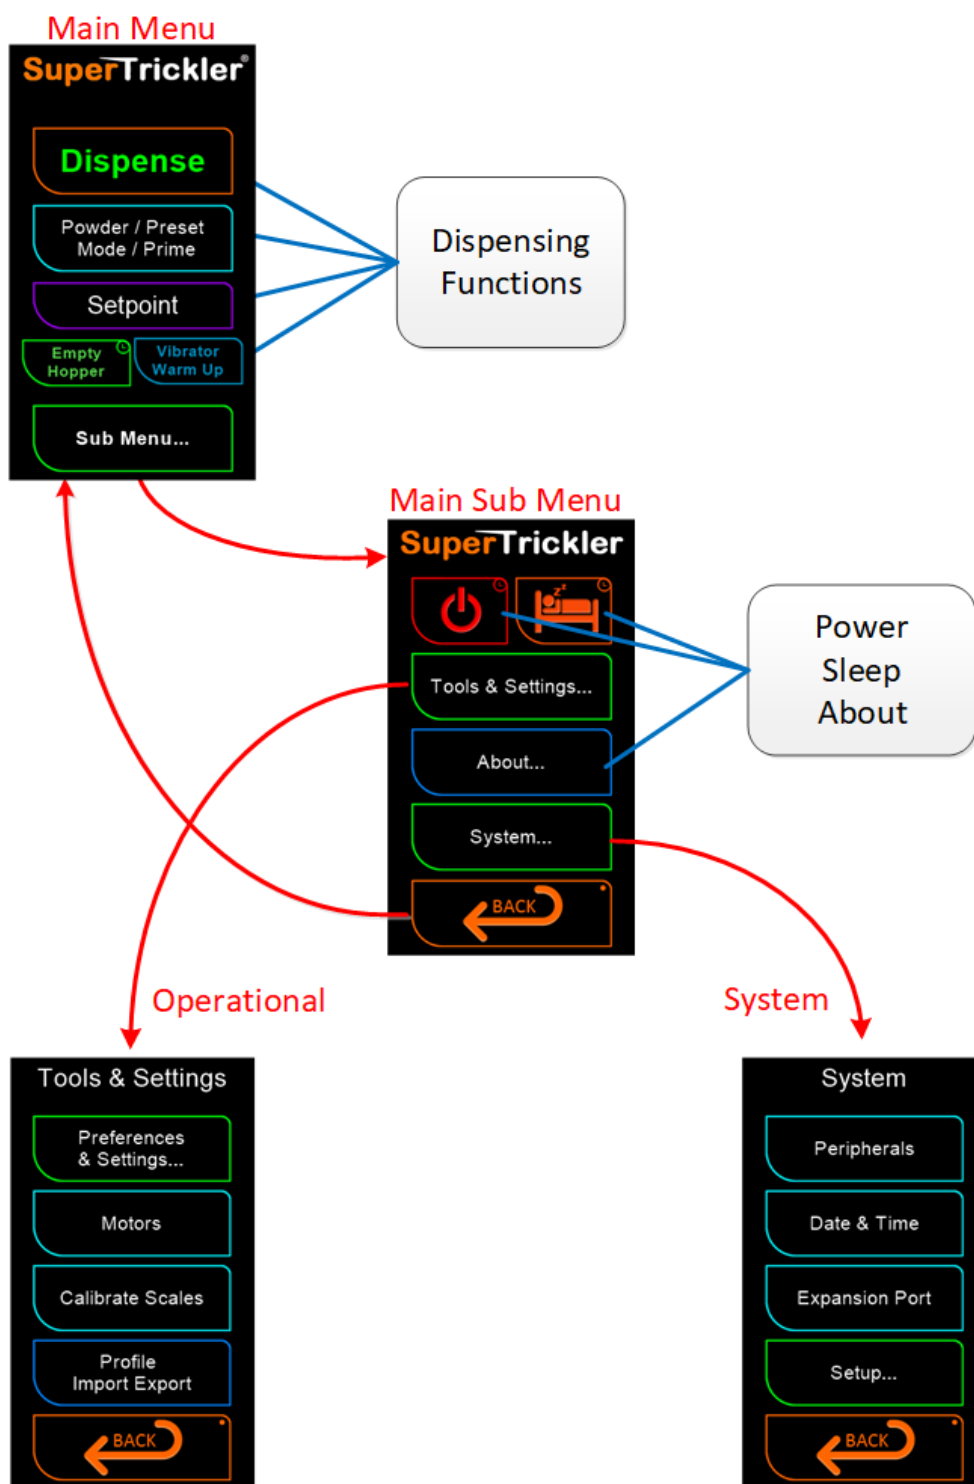 Main Menu
SuperTrickler®
Dispense
Powder / Preset
Mode / Prime
Setpoint
Empty
Hopper
Vibrator
Warm Up
Sub Menu...
Dispensing
Functions
Main Sub Menu
SuperTrickler
zz
Tools & Settings...
About...
System...
BACK
Power
Sleep
About
Operational
System
Tools & Settings
Preferences
& Settings...
Motors
Calibrate Scales
Profile
Import Export
BACK
System
Peripherals
Date & Time
Expansion Port
Setup...
BACK